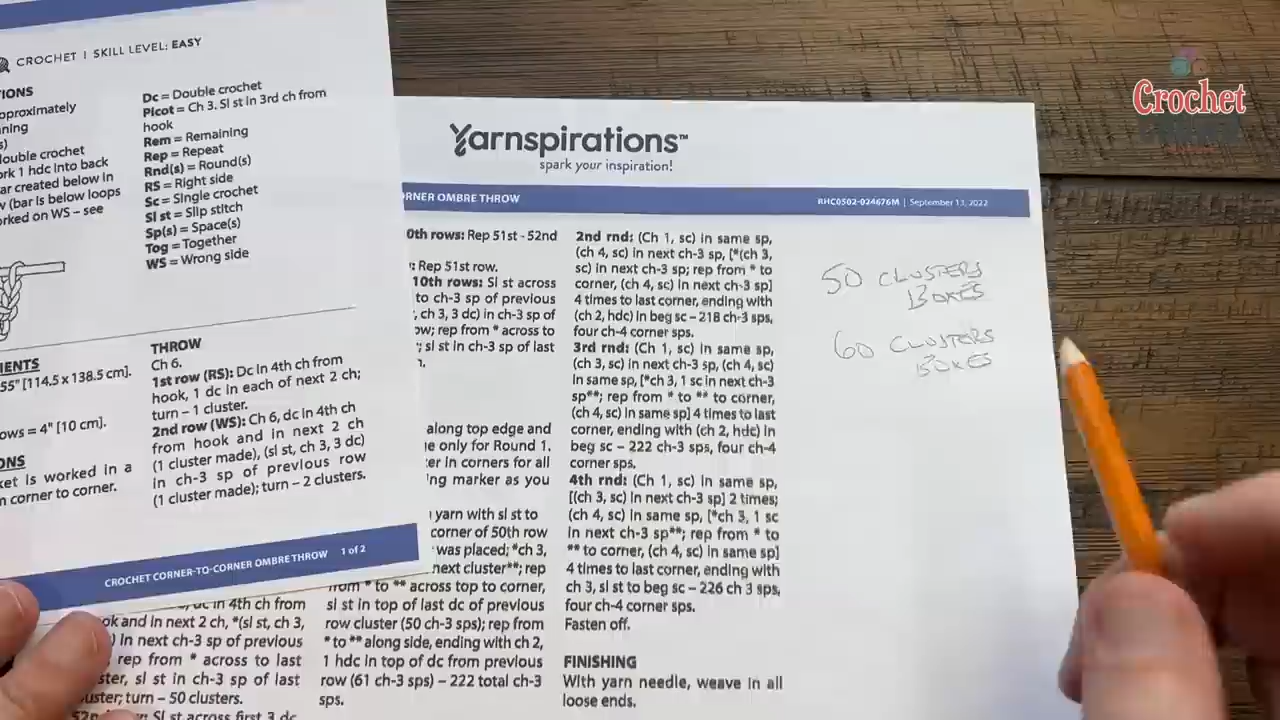 CROCHET | SKILL LEVEL: EASY
Dc = Double crochet
Picot = Ch 3. Sl st in 3rd ch from
hook
Rem = Remaining
Rep = Repeat
Rnd(s) = Round(s)
RS = Right side
Sc = Single crochet
Sl st = Slip stitch
Sp(s) = Space(s)
Tog = Together
WS = Wrong side
1 hdc into back
created below in
(bar is below loops
on WS – see
55" [114.5 x 138.5 cm].
= 4" [10 cm].
is worked in a
corner to corner.
THROW
Ch 6.
1st row (RS): Dc in 4th ch from
hook, 1 dc in each of next 2 ch;
turn – 1 cluster.
2nd row (WS): Ch 6, dc in 4th ch
from hook and in next 2 ch
(1 cluster made), (sl st, ch 3, 3 dc)
in ch-3 sp of previous row
(1 cluster made); turn – 2 clusters.
CROCHET CORNER-TO-CORNER OMBRE THROW 1 of 2
Yarnspirations™
spark your inspiration!
OMBRE THROW
RHC0502-024676M | September 13, 2022
rows: Rep 51st - 52nd
Rep 51st row.
10th rows: Sl st across
to ch-3 sp of previous
ch 3, 3 dc) in ch-3 sp of
rep from * across to
sl st in ch-3 sp of last
along top edge and
only for Round 1.
in corners for all
marker as you
yarn with sl st to
corner of 50th row
was placed; *ch 3,
next cluster**; rep
from * to ** across top to corner,
sl st in top of last dc of previous
row cluster (50 ch-3 sps); rep from
* to ** along side, ending with ch 2,
1 hdc in top of dc from previous
row (61 ch-3 sps) – 222 total ch-3
sps.
in 4th ch from
and in next 2 ch, *(sl st, ch 3,
in next ch-3 sp of previous
rep from * across to last
sl st in ch-3 sp of last
turn – 50 clusters.
Sl st across first 3 dc
2nd rnd: (Ch 1, sc) in same sp,
(ch 4, sc) in next ch-3 sp, [*(ch 3,
sc) in next ch-3 sp; rep from * to
corner, (ch 4, sc) in next ch-3 sp]
4 times to last corner, ending with
(ch 2, hdc) in beg sc – 218 ch-3 sps,
four ch-4 corner sps.
3rd rnd: (Ch 1, sc) in same sp,
(ch 3, sc) in next ch-3 sp, (ch 4, sc)
in same sp, [*ch 3, 1 sc in next ch-3
sp**; rep from * to ** to corner,
(ch 4, sc) in same sp] 4 times to last
corner, ending with (ch 2, hdc) in
beg sc – 222 ch-3 sps, four ch-4
corner sps.
4th rnd: (Ch 1, sc) in same sp,
[(ch 3, sc) in next ch-3 sp] 2 times;
(ch 4, sc) in same sp, [*ch 3, 1 sc
in next ch-3 sp**; rep from * to
** to corner, (ch 4, sc) in same sp]
4 times to last corner, ending with
ch 3, sl st to beg sc – 226 ch 3 sps,
four ch-4 corner sps.
Fasten off.
FINISHING
With yarn needle, weave in all
loose ends.
50 CLUSTERS
BOXES
60 CLUSTERS
BOXES
Crochet